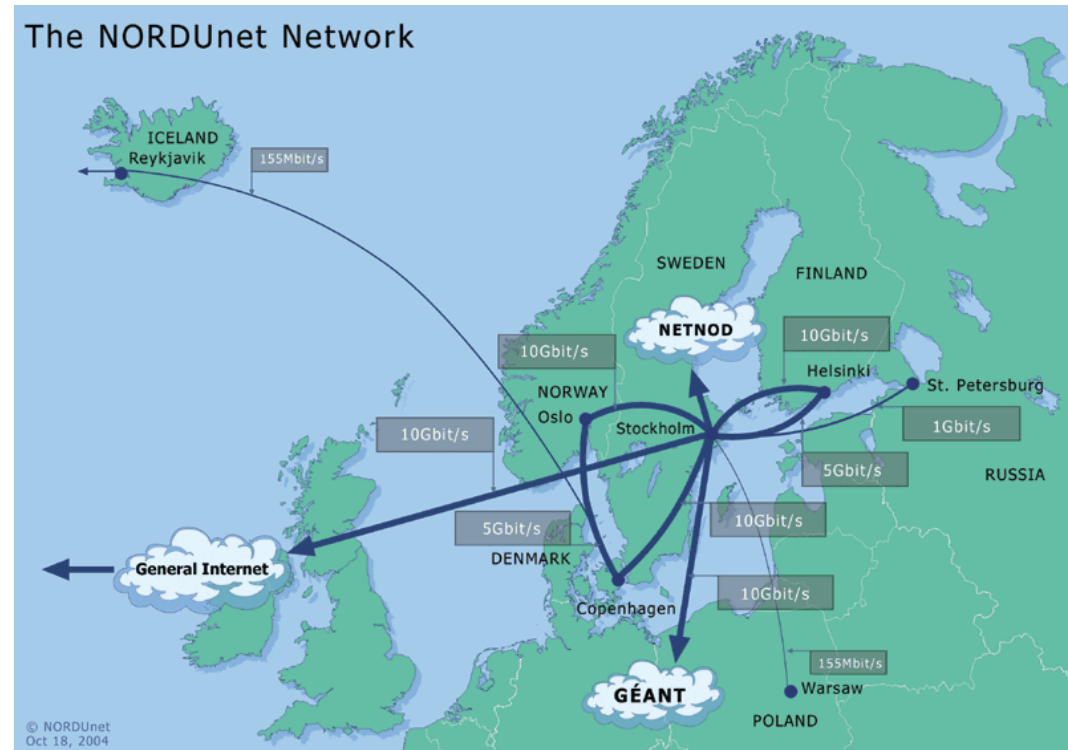 The NORDUnet Network
ICELAND
Reykjavik
155Mbit/s
SWEDEN
FINLAND
NETNOD
10Gbit/s
10Gbit/s
Helsinki
St. Petersburg
NORWAY
Oslo
Stockholm
10Gbit/s
1Gbit/s
5Gbit/s
RUSSIA
10Gbit/s
5Gbit/s
DENMARK
General Internet
10Gbit/s
Copenhagen
GÉANT
155Mbit/s
Warsaw
POLAND
© NORDUnet
Oct 18, 2004